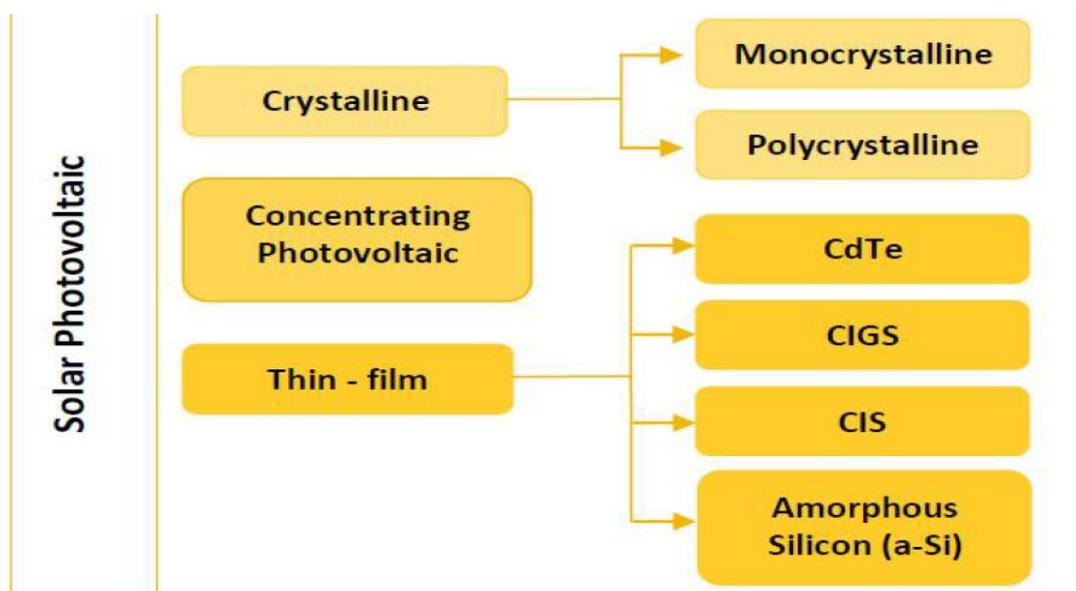 Solar Photovoltaic
Crystalline
Monocrystalline
Polycrystalline
Concentrating
Photovoltaic
Thin - film
CdTe
CIGS
CIS
Amorphous
Silicon (a-Si)